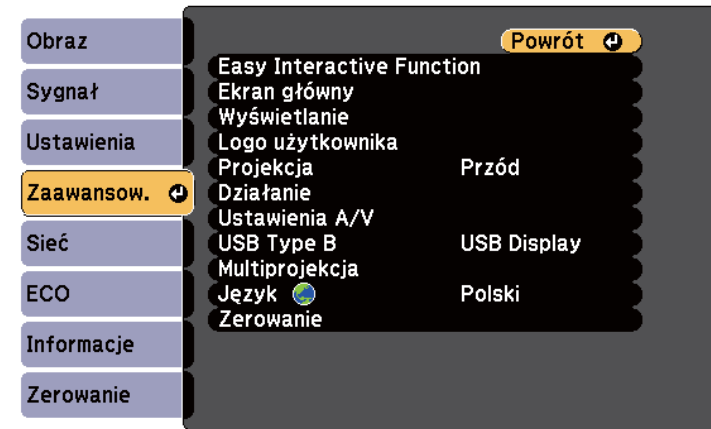 Obraz
Sygnał
Ustawienia
Zaawansow.
Sieć
ECO
Informacje
Zerowanie
Powrót
Easy Interactive Function
Ekran główny
Wyświetlanie
Logo użytkownika
Projekcja Przód
Działanie
Ustawienia A/V
USB Type B USB Display
Multiprojekcja
Język Polski
Zerowanie